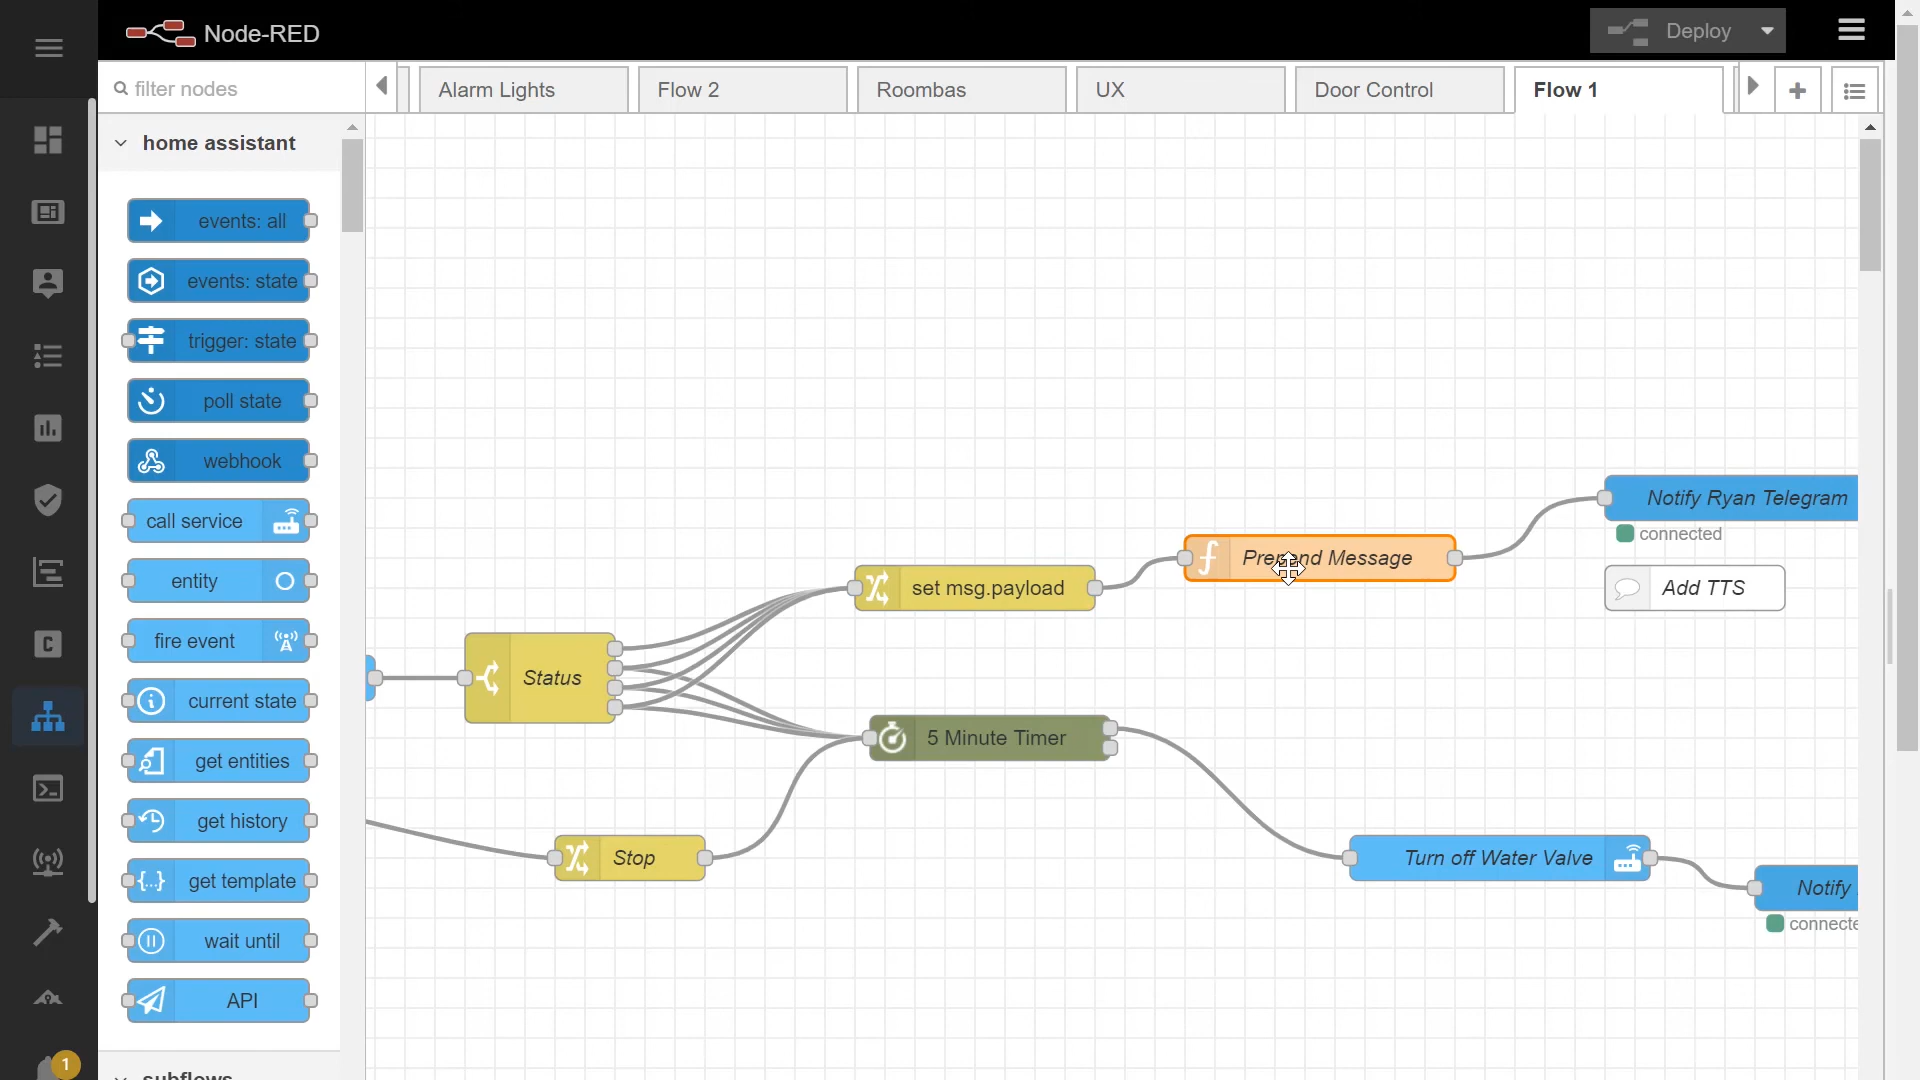 Node-RED
Deploy
filter nodes
Alarm Lights
Flow 2
Roombas
UX
Door Control
Flow 1
home assistant
events: all
events: state
trigger: state
poll state
webhook
call service
entity
fire event
current state
get entities
get history
get template
wait until
API
subflows
Notify Ryan Telegram
connected
Prepend Message
set msg.payload
Add TTS
Status
5 Minute Timer
Stop
Turn off Water Valve
Notify
connecte
C
1